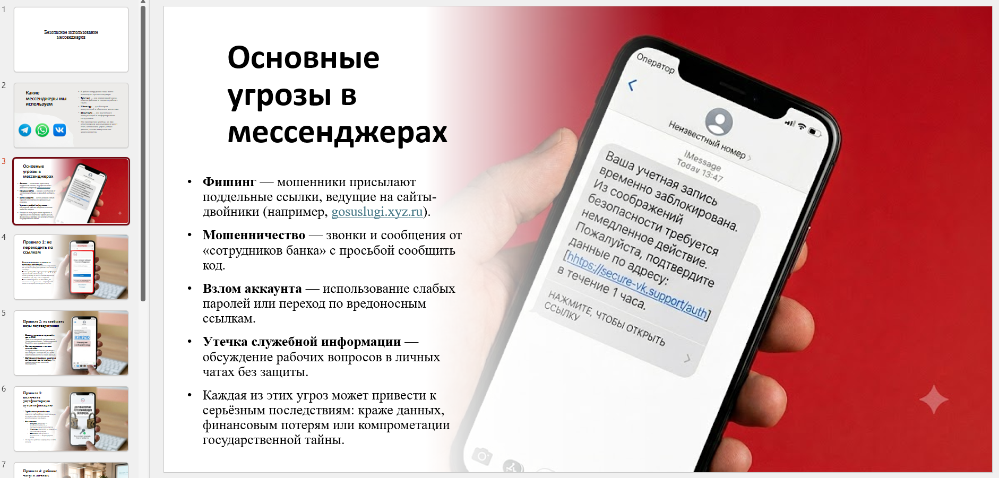 1
Безопасное использование
мессенджеров
2
Какие
мессенджеры мы
используем
3
Основные
угрозы в
мессенджерах
4
Правило 1: не
переходить по
ссылкам
5
Правило 2: не сообщать
коды подтверждения
839210
6
Правило 3:
включить
двухфакторную
аутентификацию
ДВУХФАКТОРНАЯ
АУТЕНТИФИКАЦИЯ
ВКЛЮЧЕНА
7
Правило 4: рабочие
чаты и личные
Основные
угрозы в
мессенджерах
• Фишинг — мошенники присылают
поддельные ссылки, ведущие на сайты-
двойники (например, gosuslugi.xyz.ru).
• Мошенничество — звонки и сообщения от
«сотрудников банка» с просьбой сообщить
код.
• Взлом аккаунта — использование слабых
паролей или переход по вредоносным
ссылкам.
• Утечка служебной информации —
обсуждение рабочих вопросов в личных
чатах без защиты.
• Каждая из этих угроз может привести к
серьёзным последствиям: краже данных,
финансовым потерям или компрометации
государственной тайны.
Оператор
Неизвестный номер
iMessage
Today 13:47
Ваша учетная запись
временно заблокирована.
Из соображений
безопасности требуется
немедленное действие.
Пожалуйста, подтвердите
данные по адресу:
[hhtps://secure-vk.support/auth]
в течение 1 часа.
НАЖМИТЕ, ЧТОБЫ ОТКРЫТЬ
ССЫЛКУ